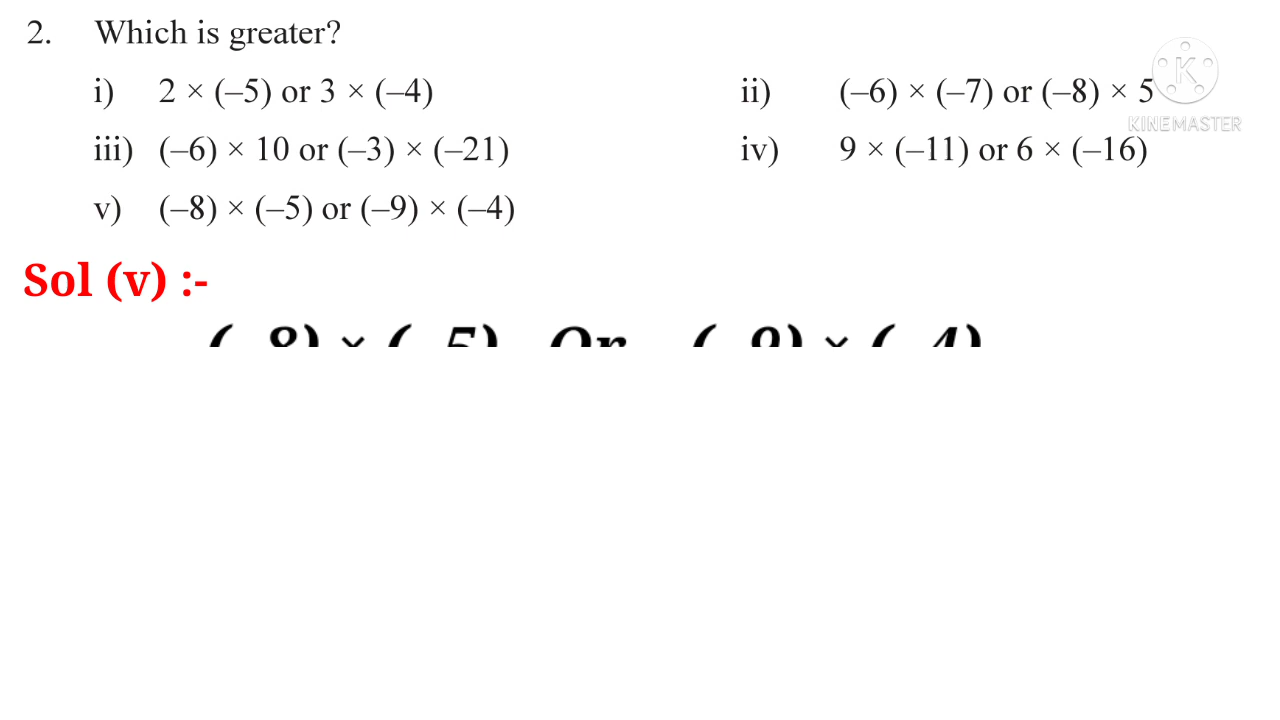 2. Which is greater?
i) 2 × (–5) or 3 × (–4) ii) (–6) × (–7) or (–8) × 5
iii) (–6) × 10 or (–3) × (–21) iv) 9 × (–11) or 6 × (–16)
v) (–8) × (–5) or (–9) × (–4)
KINEMASTER
Sol (v) :-